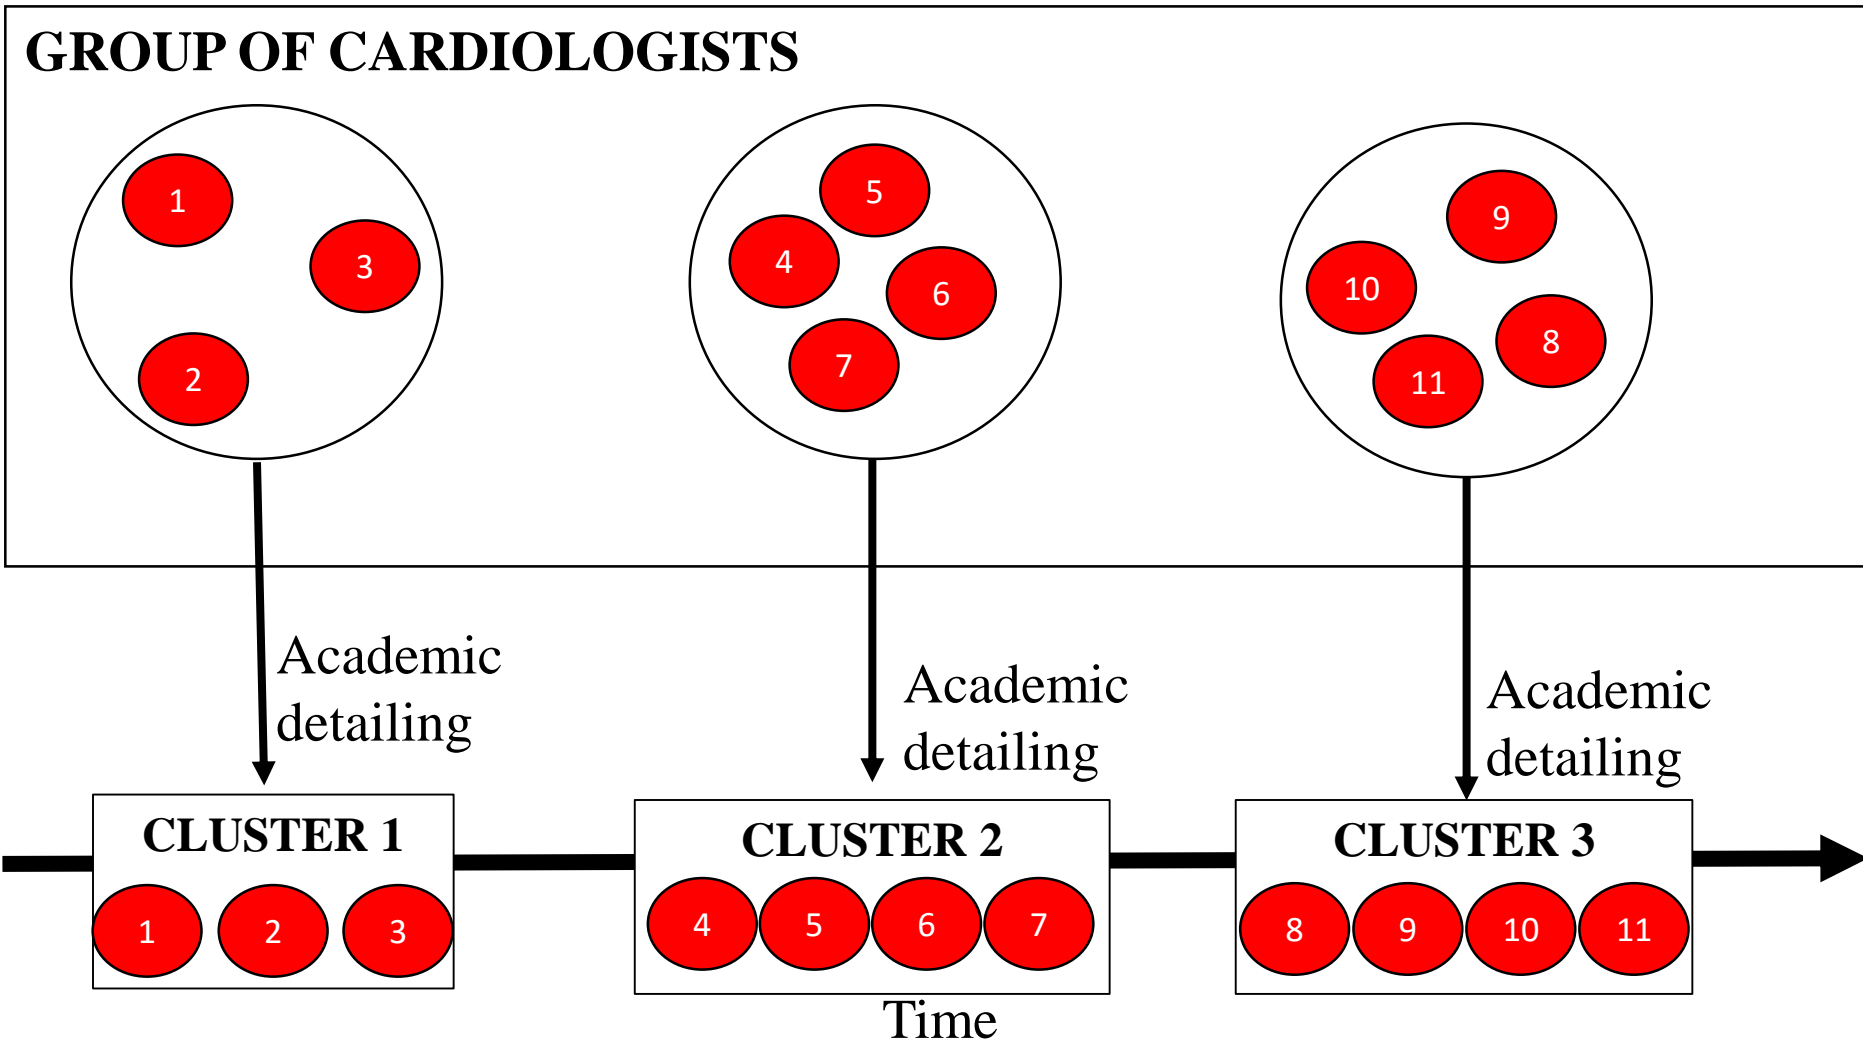 GROUP OF CARDIOLOGISTS
1
3
2
5
4
6
7
9
10
8
11
Academic
detailing
Academic
detailing
Academic
detailing
CLUSTER 1
1 2 3
CLUSTER 2
4 5 6 7
CLUSTER 3
8 9 10 11
Time